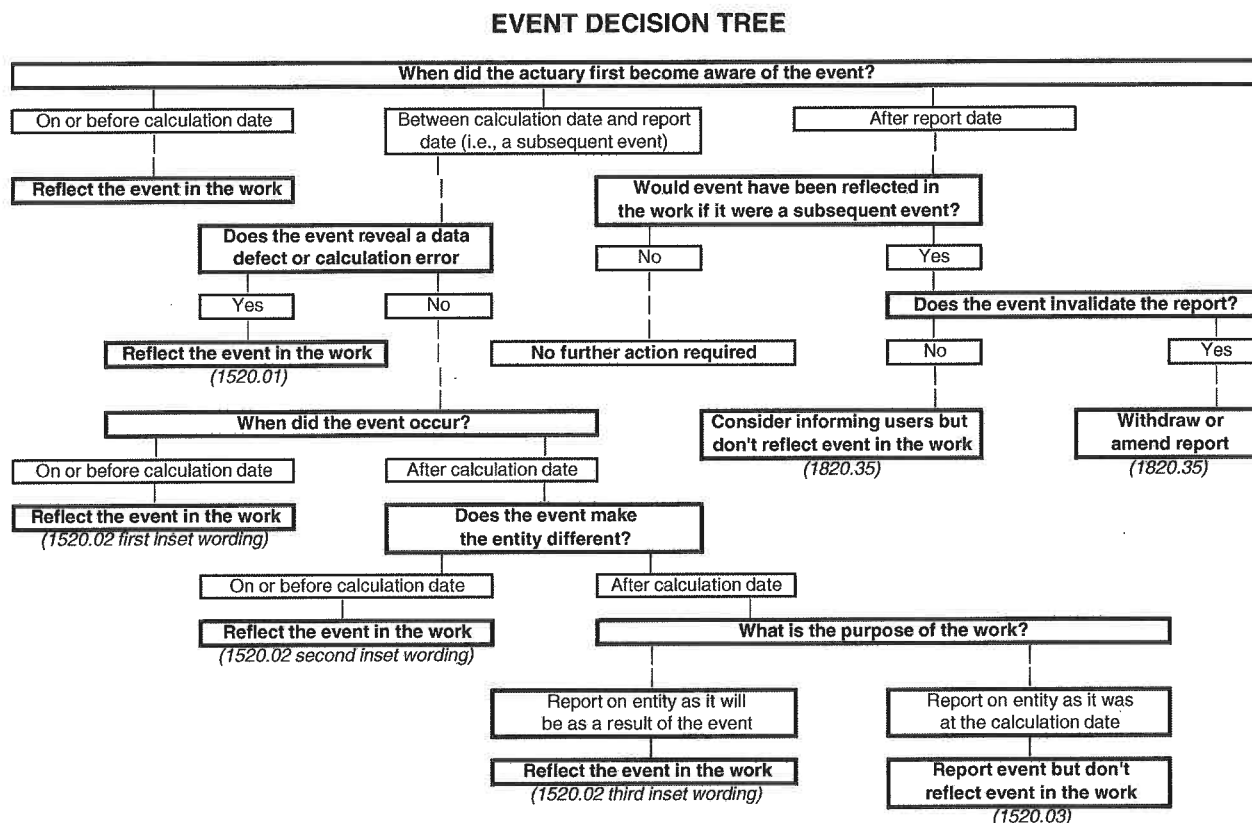 EVENT DECISION TREE
When did the actuary first become aware of the event?
On or before calculation date
Between calculation date and report
date (i.e., a subsequent event)
After report date
Reflect the event in the work
Would event have been reflected in
the work if it were a subsequent event?
Does the event reveal a data
defect or calculation error
No
Yes
Yes
No
Does the event invalidate the report?
Reflect the event in the work
(1520.01)
No further action required
No
Yes
When did the event occur?
Consider informing users but
don't reflect event in the work
(1820.35)
Withdraw or
amend report
(1820.35)
On or before calculation date
After calculation date
Reflect the event in the work
(1520.02 first inset wording)
Does the event make
the entity different?
On or before calculation date
After calculation date
Reflect the event in the work
(1520.02 second inset wording)
What is the purpose of the work?
Report on entity as it will
be as a result of the event
Report on entity as it was
at the calculation date
Reflect the event in the work
(1520.02 third inset wording)
Report event but don't
reflect event in the work
(1520.03)